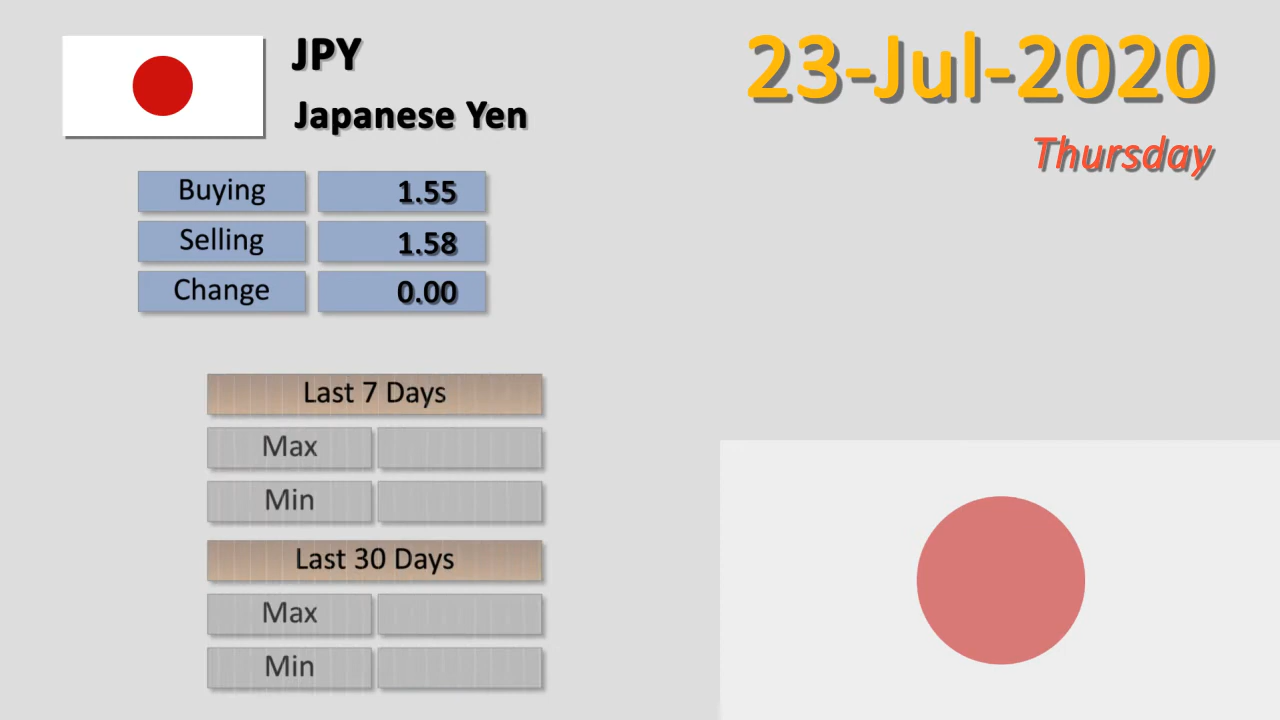 JPY
Japanese Yen
23-Jul-2020
Thursday
Buying 1.55
Selling 1.58
Change 0.00
Last 7 Days
Max
Min
Last 30 Days
Max
Min